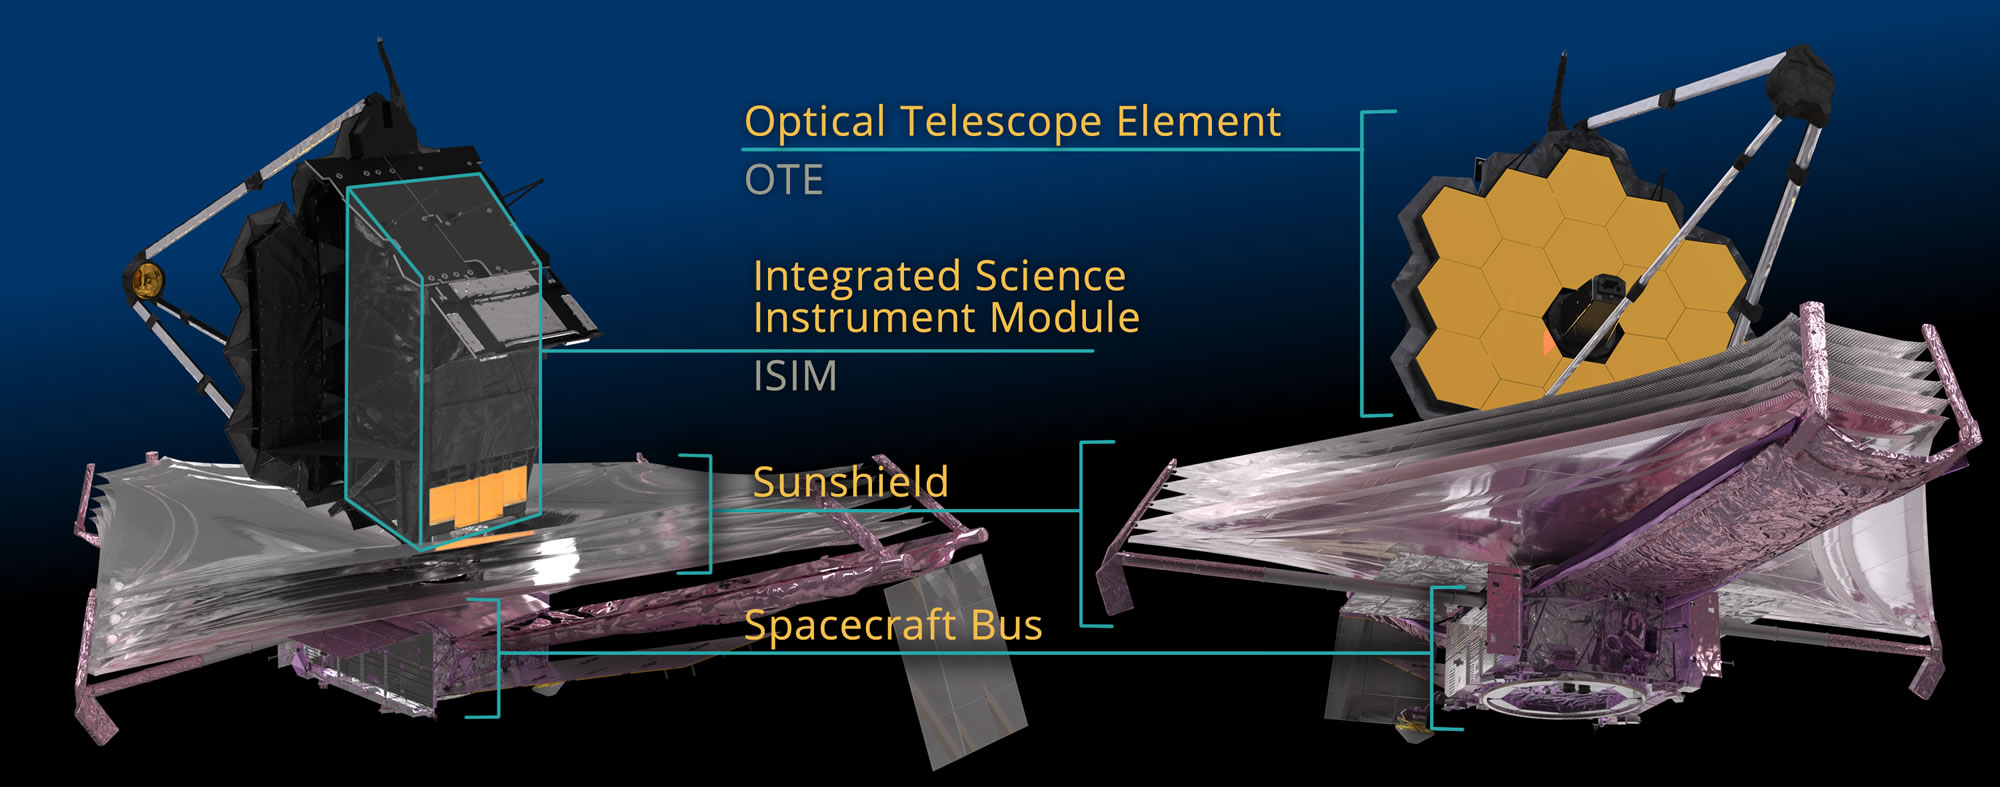 Optical Telescope Element
OTE
Integrated Science
Instrument Module
ISIM
Sunshield
Spacecraft Bus